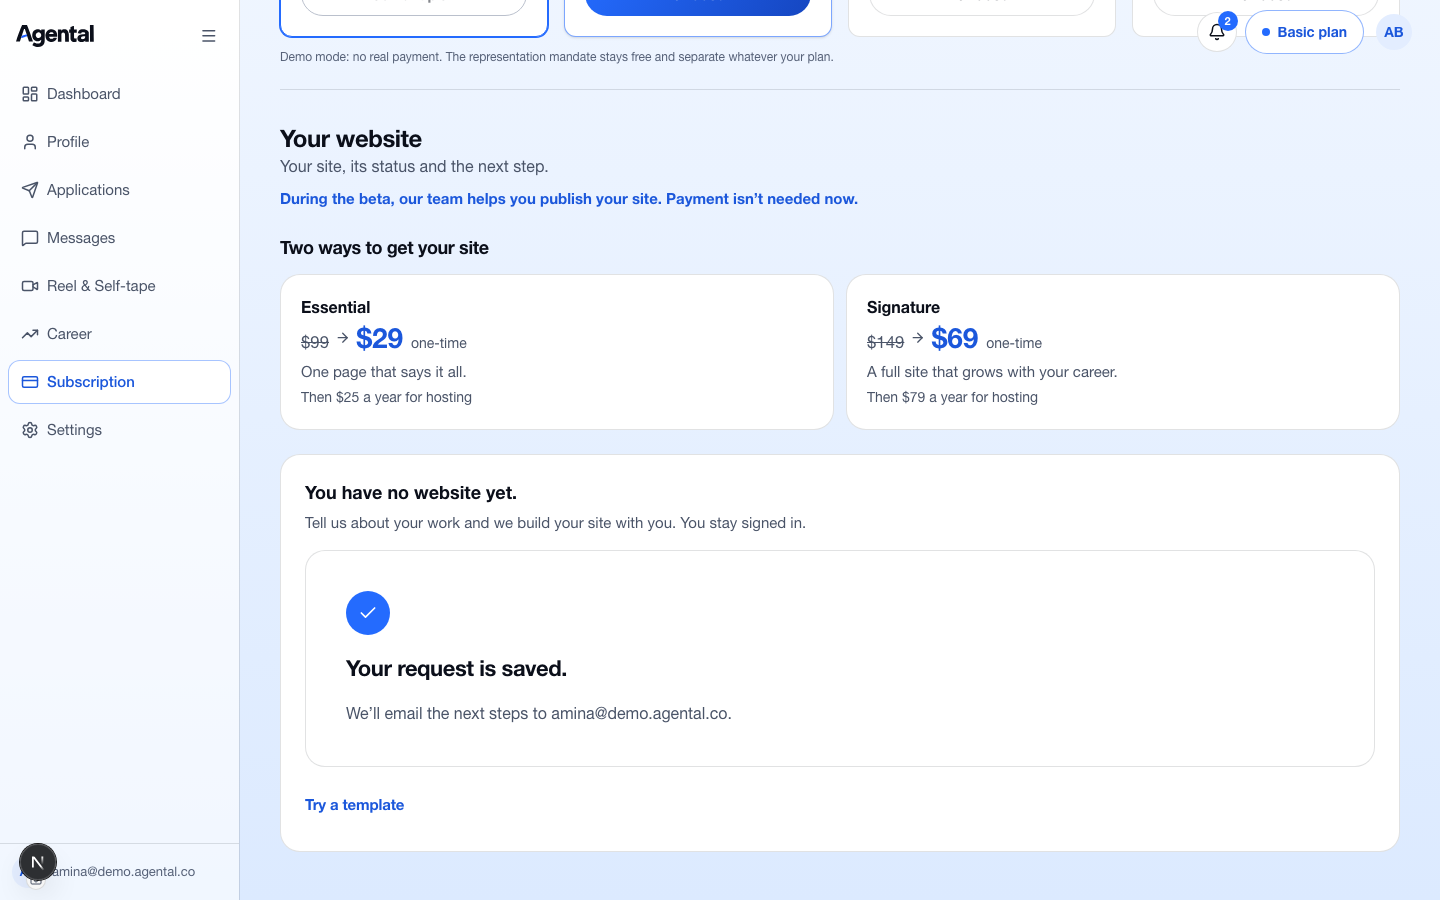 Agental
Dashboard
Profile
Applications
Messages
Reel & Self-tape
Career
Subscription
Settings
amina@demo.agental.co
2
Basic plan
AB
Demo mode: no real payment. The representation mandate stays free and separate whatever your plan.
Your website
Your site, its status and the next step.
During the beta, our team helps you publish your site. Payment isn’t needed now.
Two ways to get your site
Essential
$99 → $29 one-time
One page that says it all.
Then $25 a year for hosting
Signature
$149 → $69 one-time
A full site that grows with your career.
Then $79 a year for hosting
You have no website yet.
Tell us about your work and we build your site with you. You stay signed in.
Your request is saved.
We’ll email the next steps to amina@demo.agental.co.
Try a template